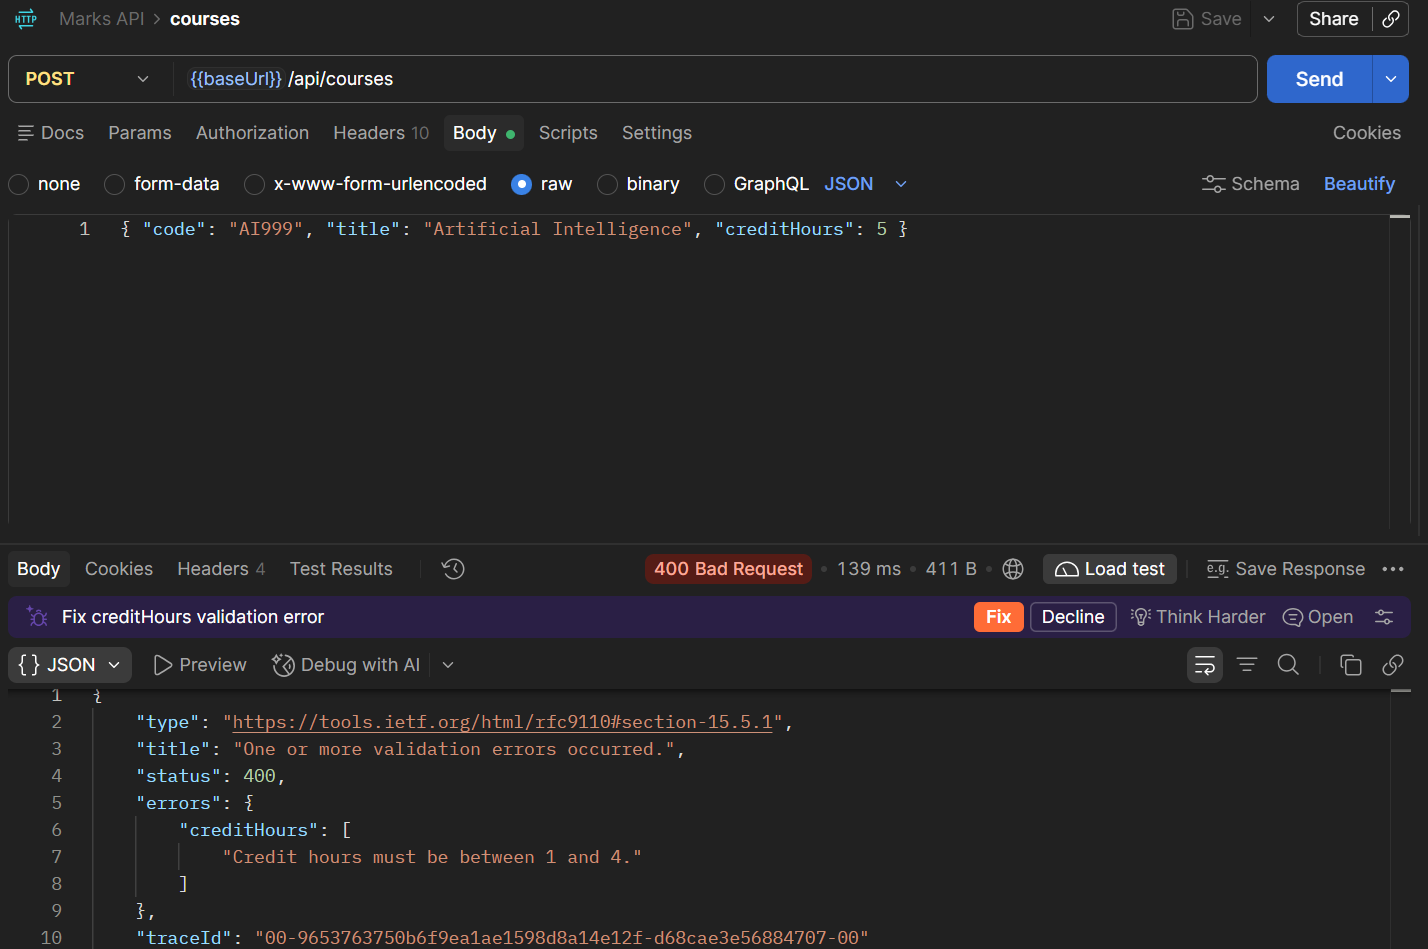 HTTP Marks API > courses Save Share
POST {{baseUrl}} /api/courses Send
Docs Params Authorization Headers 10 Body Scripts Settings Cookies
none form-data x-www-form-urlencoded raw binary GraphQL JSON Schema Beautify
1 { "code": "AI999", "title": "Artificial Intelligence", "creditHours": 5 }
Body Cookies Headers 4 Test Results 400 Bad Request • 139 ms • 411 B • Load test e.g. Save Response
Fix creditHours validation error Fix Decline Think Harder Open
{} JSON Preview Debug with AI
1 {
2 "type": "https://tools.ietf.org/html/rfc9110#section-15.5.1",
3 "title": "One or more validation errors occurred.",
4 "status": 400,
5 "errors": {
6 "creditHours": [
7 "Credit hours must be between 1 and 4."
8 ]
9 },
10 "traceId": "00-9653763750b6f9ea1ae1598d8a14e12f-d68cae3e56884707-00"